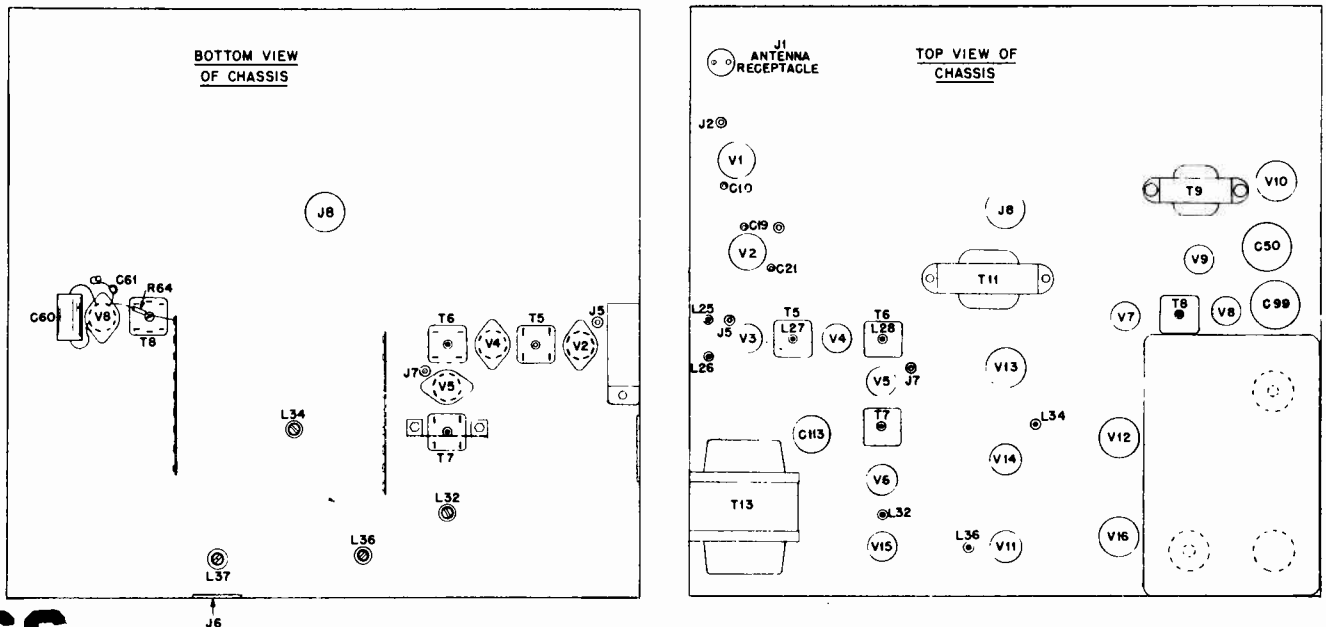 BOTTOM VIEW
OF CHASSIS
J8
C61
R64
C60
V8
T8
T6
T5
J5
V4
V2
J7
V5
L34
T7
L32
L36
L37
J6
J1
ANTENNA
RECEPTACLE
TOP VIEW OF
CHASSIS
J2
V1
C10
T9
V10
J8
C19
V2
C21
V9
C50
T11
L25
J5
V3
T5
L27
V4
T6
L28
V7
T8
V8
C99
L26
V5
J7
V13
C113
T7
L34
V12
V14
V6
T13
L32
V15
L36
V11
V16